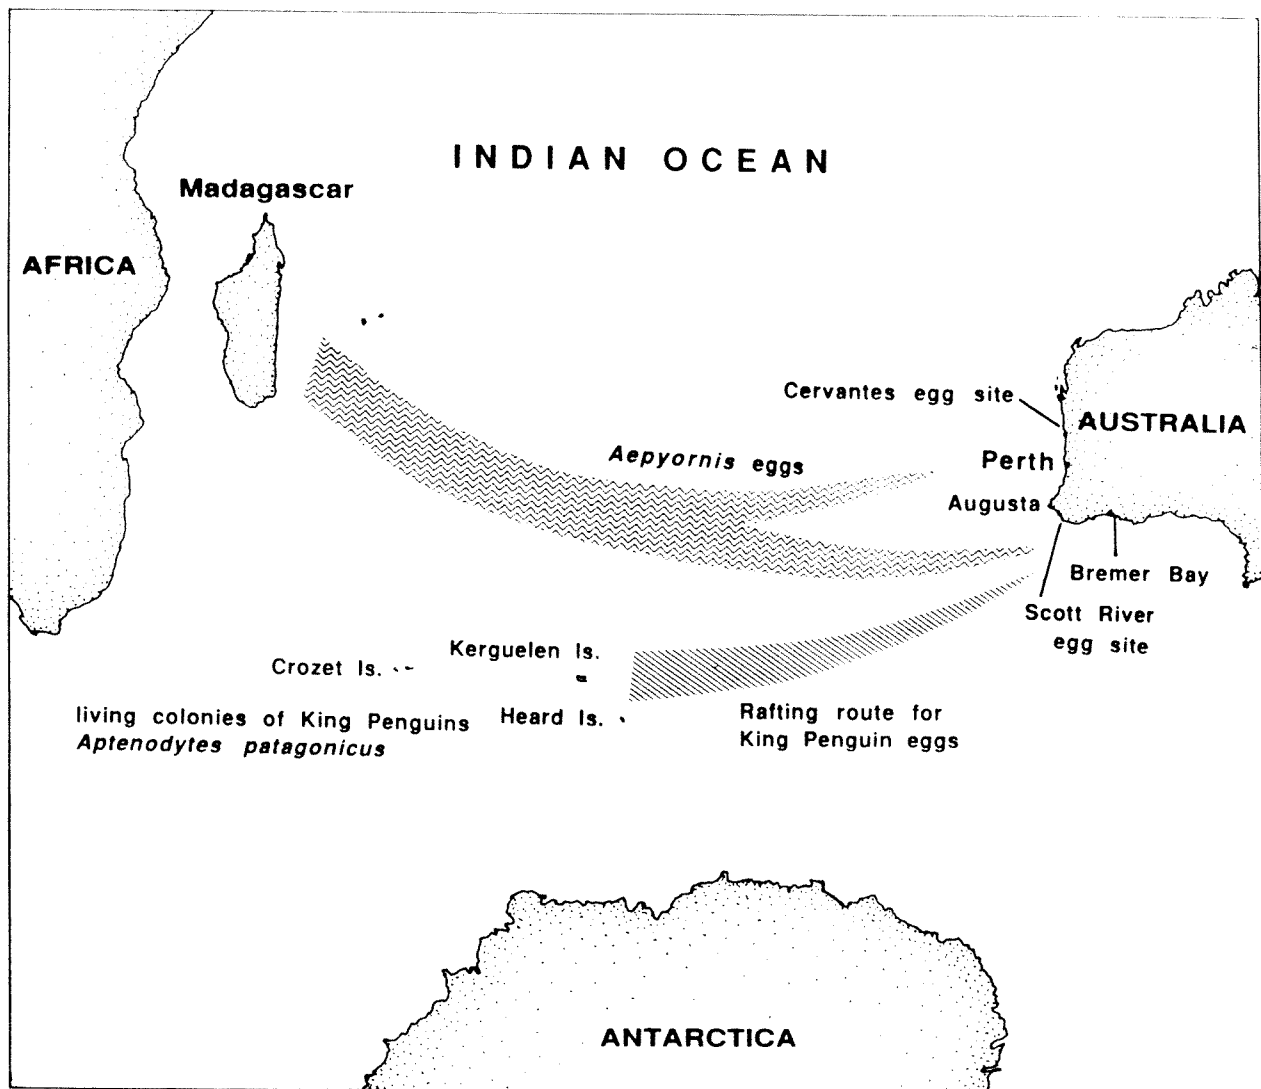 INDIAN OCEAN
Madagascar
AFRICA
Cervantes egg site
AUSTRALIA
Aepyornis eggs
Perth
Augusta
Bremer Bay
Scott River
egg site
Kerguelen Is.
Crozet Is.
living colonies of King Penguins
Aptenodytes patagonicus
Heard Is.
Rafting route for
King Penguin eggs
ANTARCTICA